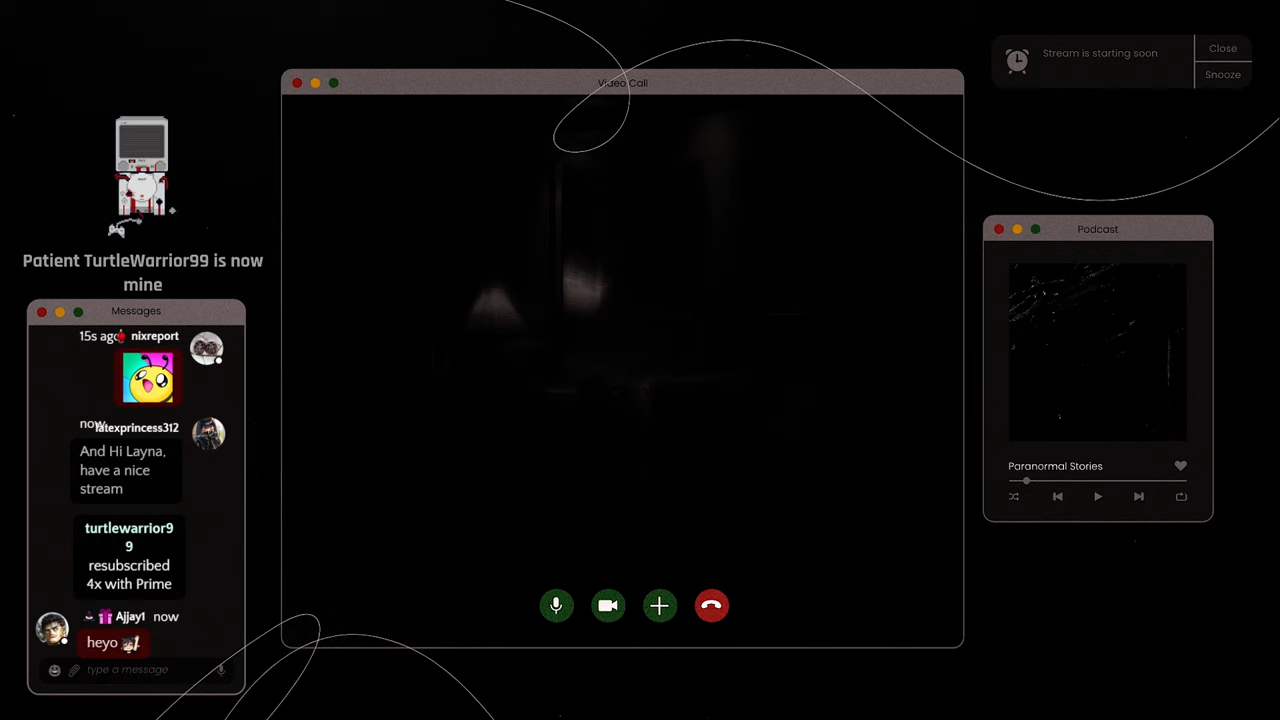 Stream is starting soon
Close
Snooze
Video Call
Patient TurtleWarrior99 is now
mine
Messages
15s ago nixreport
now latexprincess312
And Hi Layna,
have a nice
stream
turtlewarrior9
9
resubscribed
4x with Prime
Ajjay1 now
heyo
type a message
Podcast
Paranormal Stories